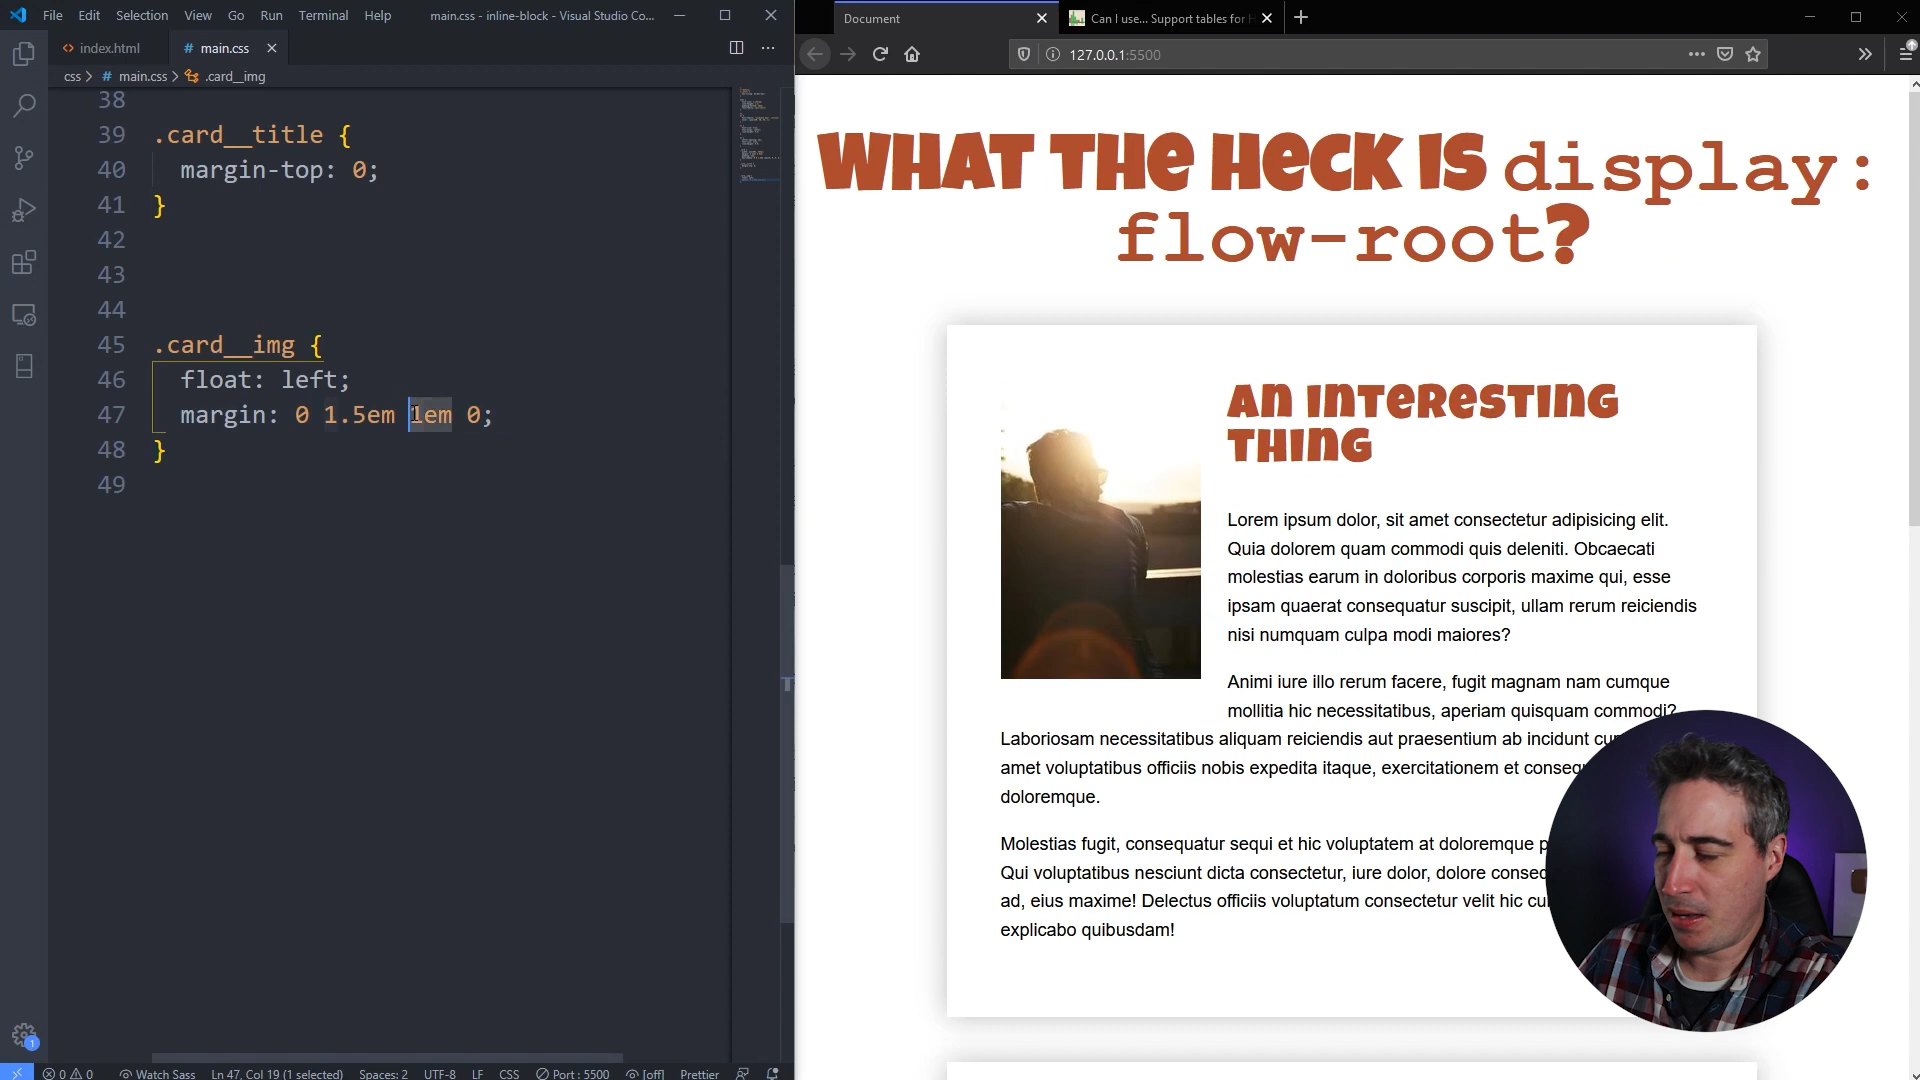 File Edit Selection View Go Run Terminal Help
main.css - inline-block - Visual Studio Co...
index.html
main.css
css > main.css > .card__img
38
39 .card__title {
40 margin-top: 0;
41 }
42
43
44
45 .card__img {
46 float: left;
47 margin: 0 1.5em 1em 0;
48 }
49
1
0 0 Watch Sass Ln 47, Col 19 (1 selected) Spaces: 2 UTF-8 LF CSS Port : 5500 [off] Prettier
Document
Can I use... Support tables for
127.0.0.1:5500
WHAT THE HECK IS display:
flow-root?
AN INTERESTING
THING
Lorem ipsum dolor, sit amet consectetur adipisicing elit.
Quia dolorem quam commodi quis deleniti. Obcaecati
molestias earum in doloribus corporis maxime qui, esse
ipsam quaerat consequatur suscipit, ullam rerum reiciendis
nisi numquam culpa modi maiores?
Animi iure illo rerum facere, fugit magnam nam cumque
mollitia hic necessitatibus, aperiam quisquam commodi?
Laboriosam necessitatibus aliquam reiciendis aut praesentium ab incidunt
amet voluptatibus officiis nobis expedita itaque, exercitationem et
doloremque.
Molestias fugit, consequatur sequi et hic voluptatem at doloremque
Qui voluptatibus nesciunt dicta consectetur, iure dolor, dolore
ad, eius maxime! Delectus officiis voluptatum consectetur velit hic
explicabo quibusdam!